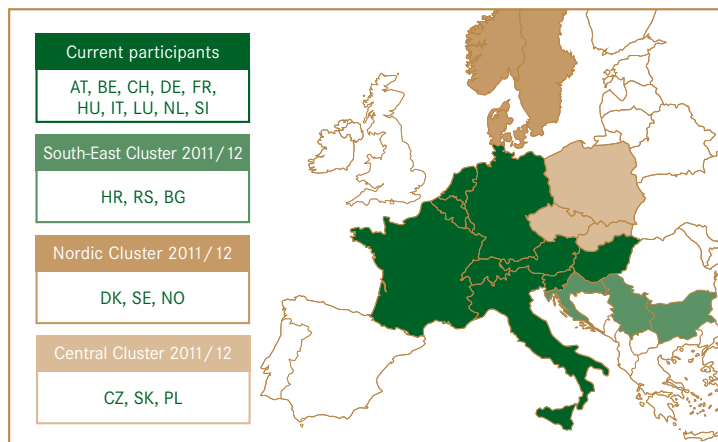 Current participants
AT, BE, CH, DE, FR,
HU, IT, LU, NL, SI
South-East Cluster 2011/12
HR, RS, BG
Nordic Cluster 2011/12
DK, SE, NO
Central Cluster 2011/12
CZ, SK, PL